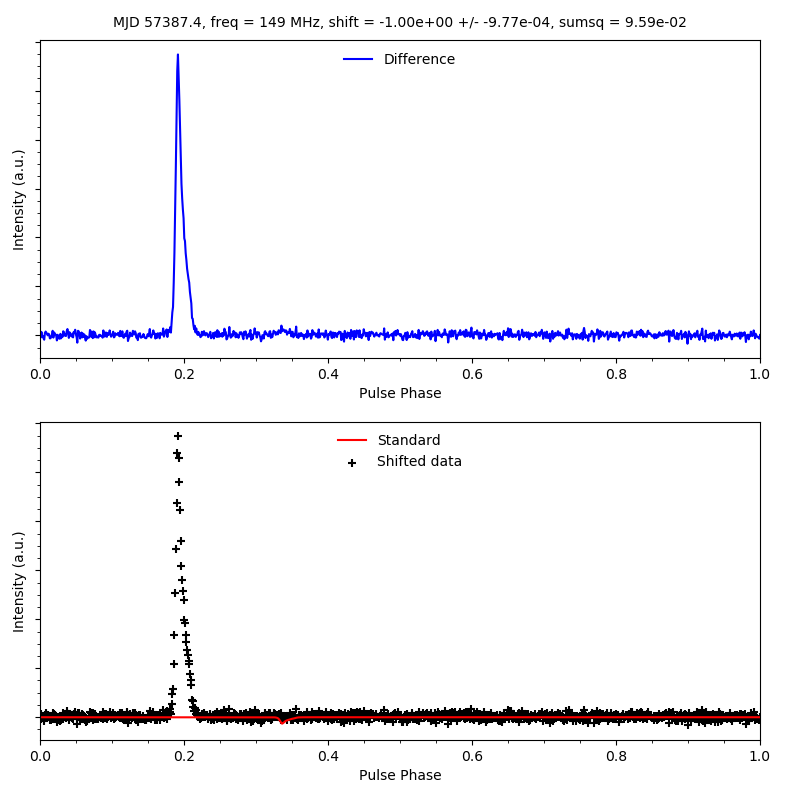 MJD 57387.4, freq = 149 MHz, shift = -1.00e+00 +/- -9.77e-04, sumsq = 9.59e-02
Difference
Intensity (a.u.)
0.0 0.2 0.4 0.6 0.8 1.0
Pulse Phase
Standard
Shifted data
Intensity (a.u.)
0.0 0.2 0.4 0.6 0.8 1.0
Pulse Phase